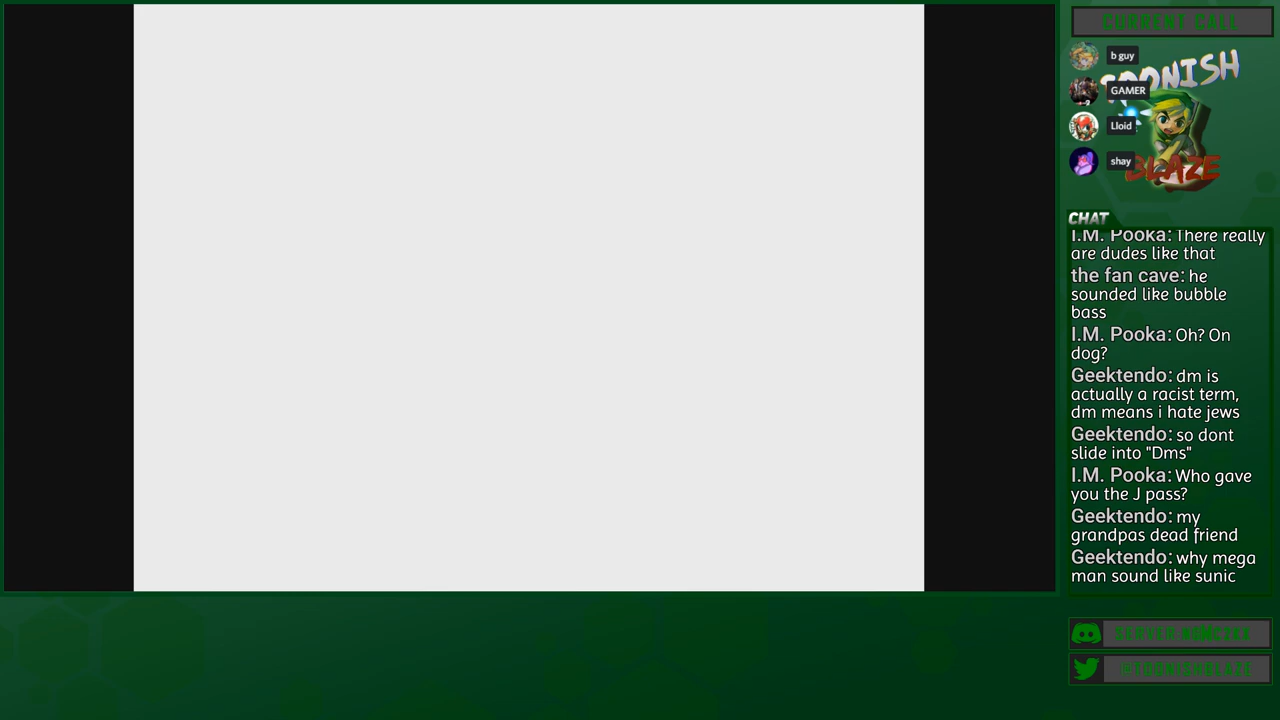 CURRENT CALL
b guy
GAMER
Lloid
shay
BLAZE
CHAT
I.M. Pooka: There really
are dudes like that
the fan cave: he
sounded like bubble
bass
I.M. Pooka: Oh? On
dog?
Geektendo: dm is
actually a racist term,
dm means i hate jews
Geektendo: so dont
slide into "Dms"
I.M. Pooka: Who gave
you the J pass?
Geektendo: my
grandpas dead friend
Geektendo: why mega
man sound like sunic
@TOONISHBLAZE